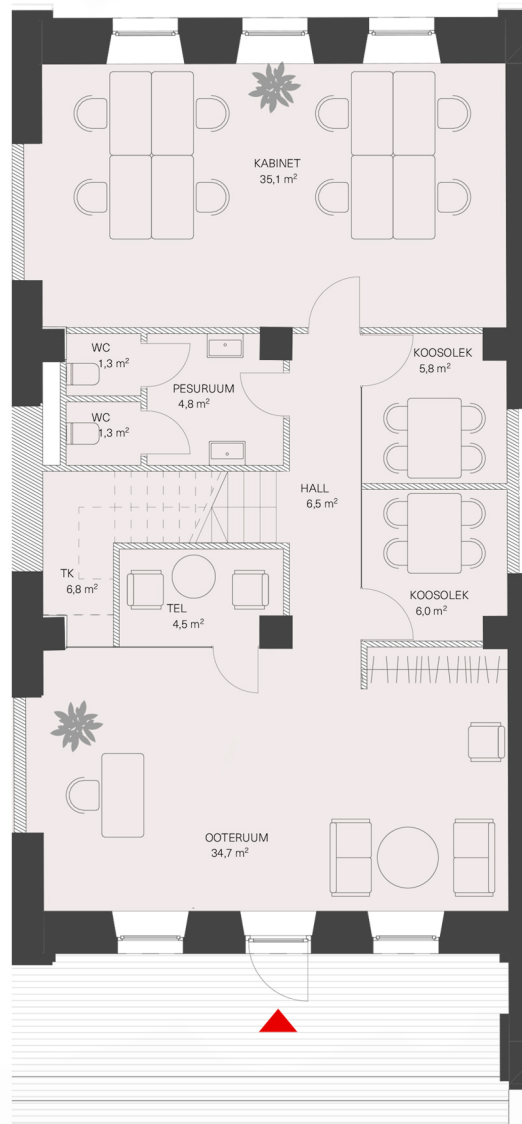 KABINET
35,1 m²
WC
1,3 m²
KOOSOLEK
5,8 m²
PESURUUM
4,8 m²
WC
1,3 m²
HALL
6,5 m²
TK
6,8 m²
TEL
4,5 m²
KOOSOLEK
6,0 m²
OOTERUUM
34,7 m²